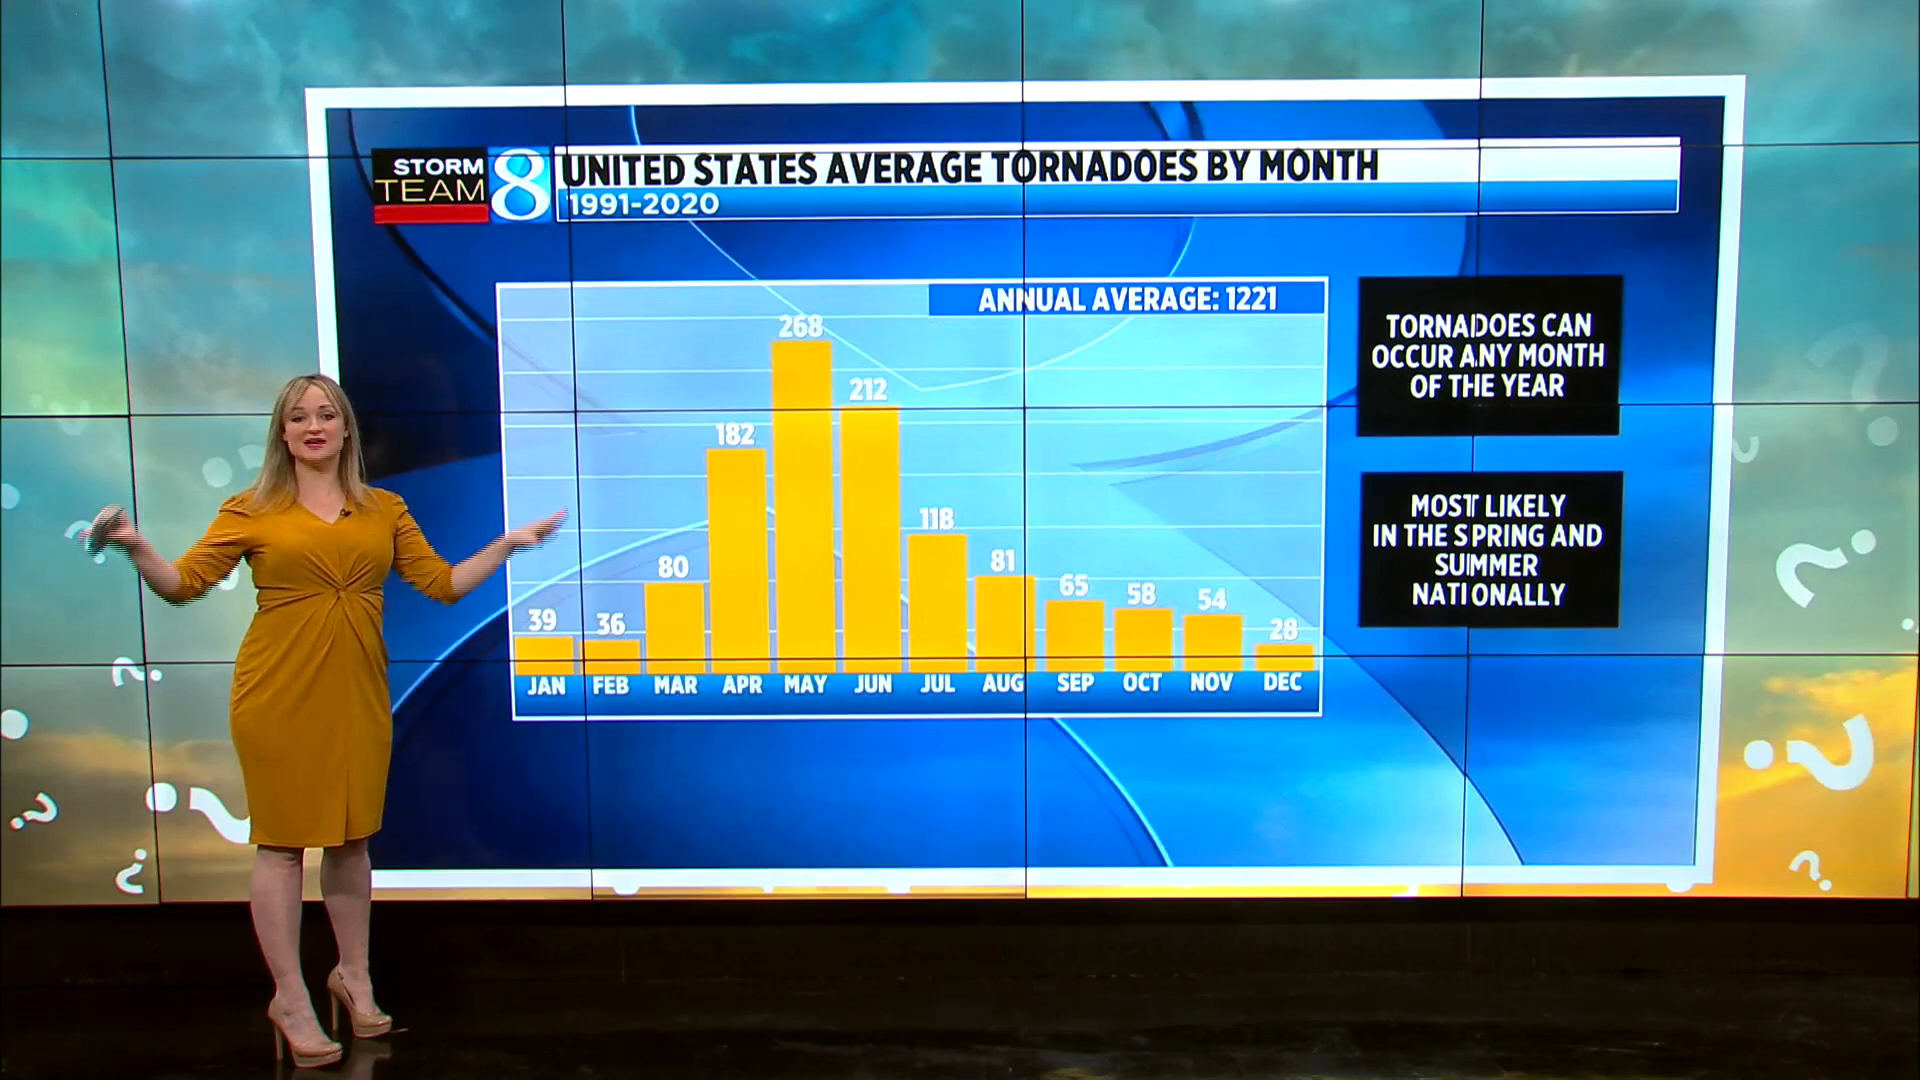 STORM
TEAM
8
UNITED STATES AVERAGE TORNADOES BY MONTH
1991-2020
ANNUAL AVERAGE: 1221
39
36
80
182
268
212
118
81
65
58
54
28
JAN FEB MAR APR MAY JUN JUL AUG SEP OCT NOV DEC
TORNADOES CAN
OCCUR ANY MONTH
OF THE YEAR
MOST LIKELY
IN THE SPRING AND
SUMMER
NATIONALLY
? ? ? ? ? ? ? ?